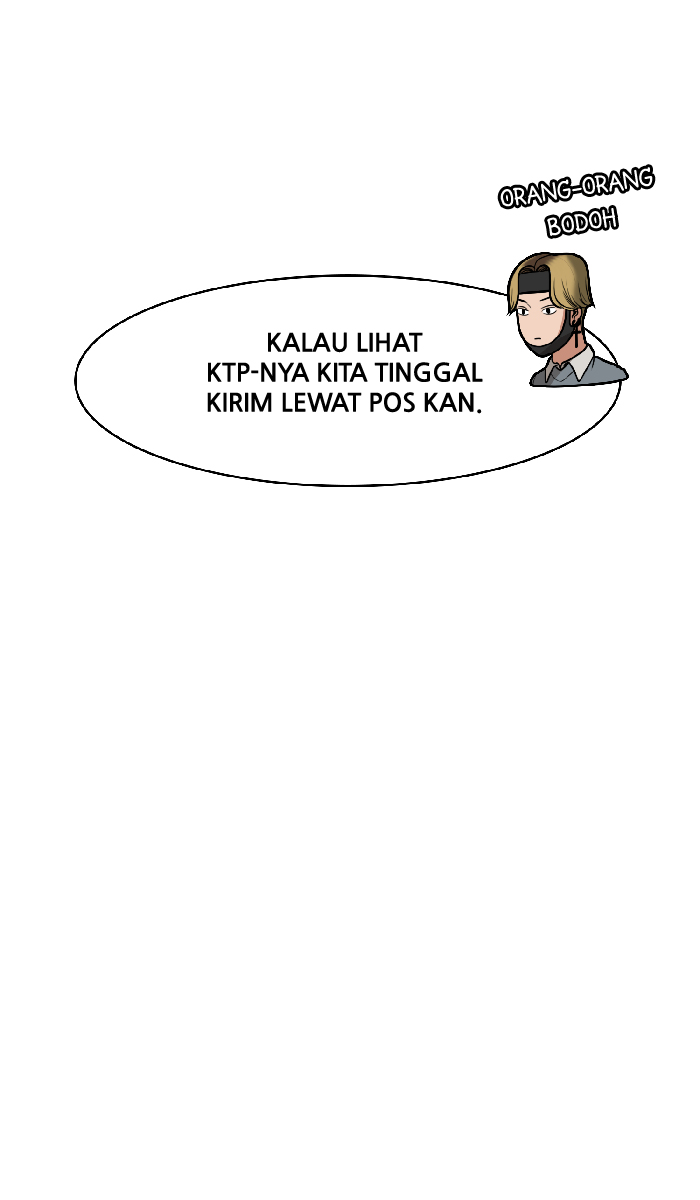 ORANG-ORANG
BODOH
KALAU LIHAT
KTP-NYA KITA TINGGAL
KIRIM LEWAT POS KAN.